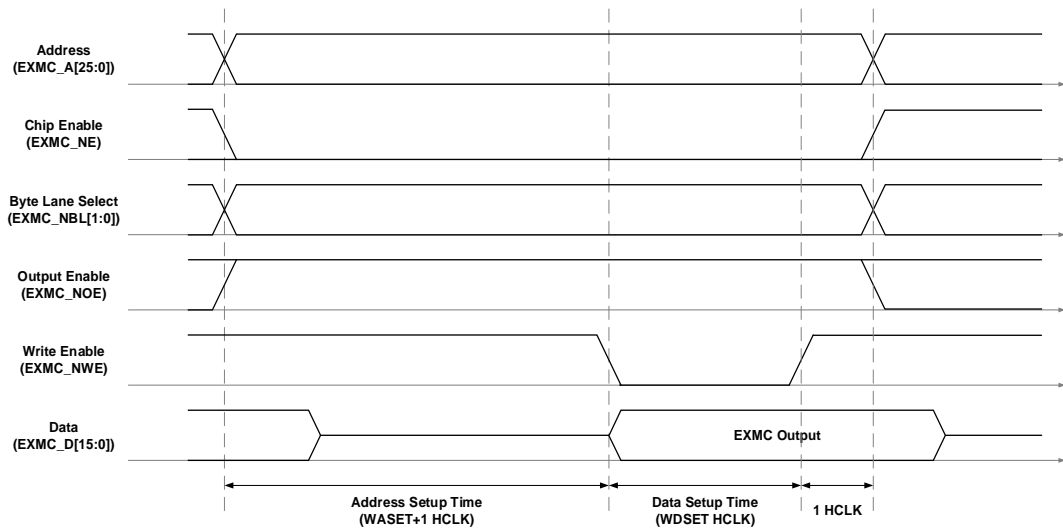 Address
(EXMC_A[25:0])
Chip Enable
(EXMC_NE)
Byte Lane Select
(EXMC_NBL[1:0])
Output Enable
(EXMC_NOE)
Write Enable
(EXMC_NWE)
Data
(EXMC_D[15:0])
EXMC Output
Address Setup Time
(WASET+1 HCLK)
Data Setup Time
(WDSET HCLK)
1 HCLK